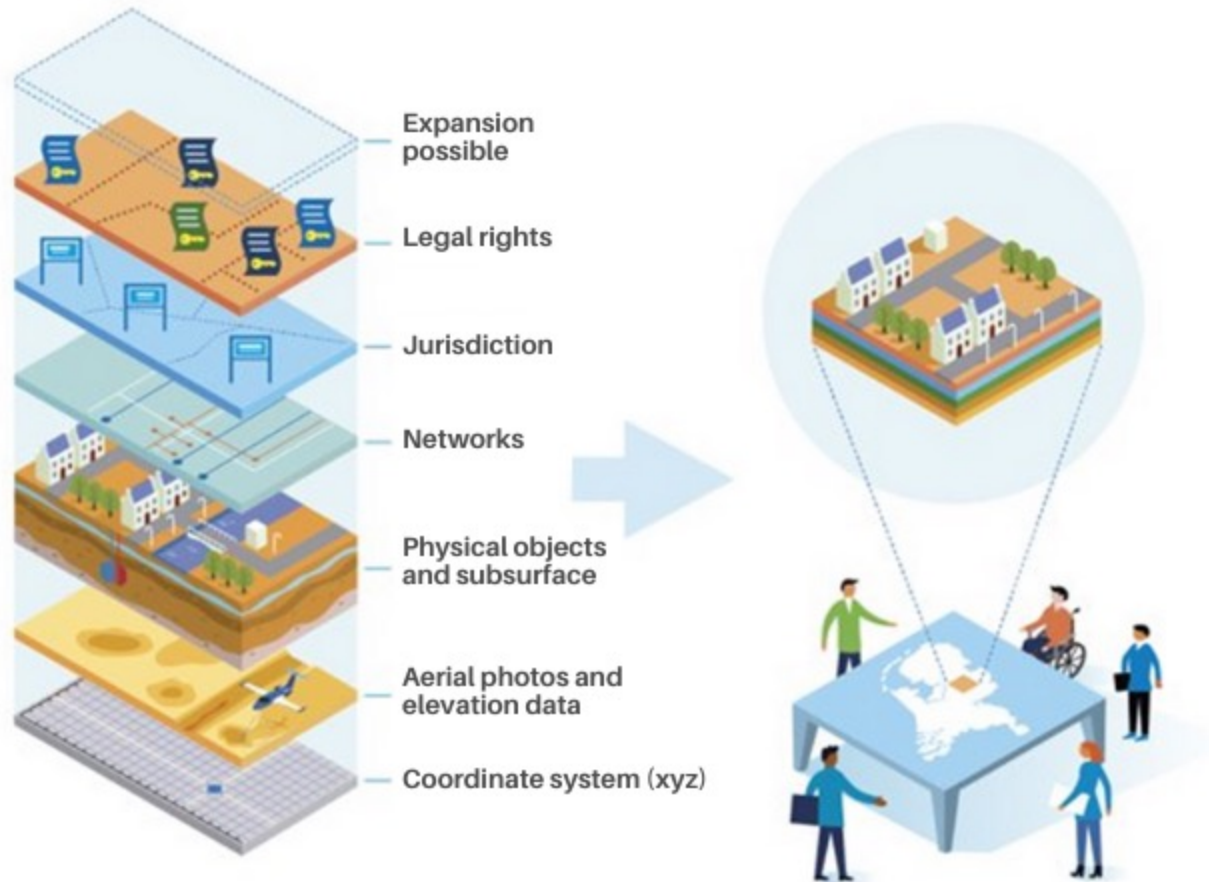 Expansion
possible
Legal rights
Jurisdiction
Networks
Physical objects
and subsurface
Aerial photos and
elevation data
Coordinate system (xyz)